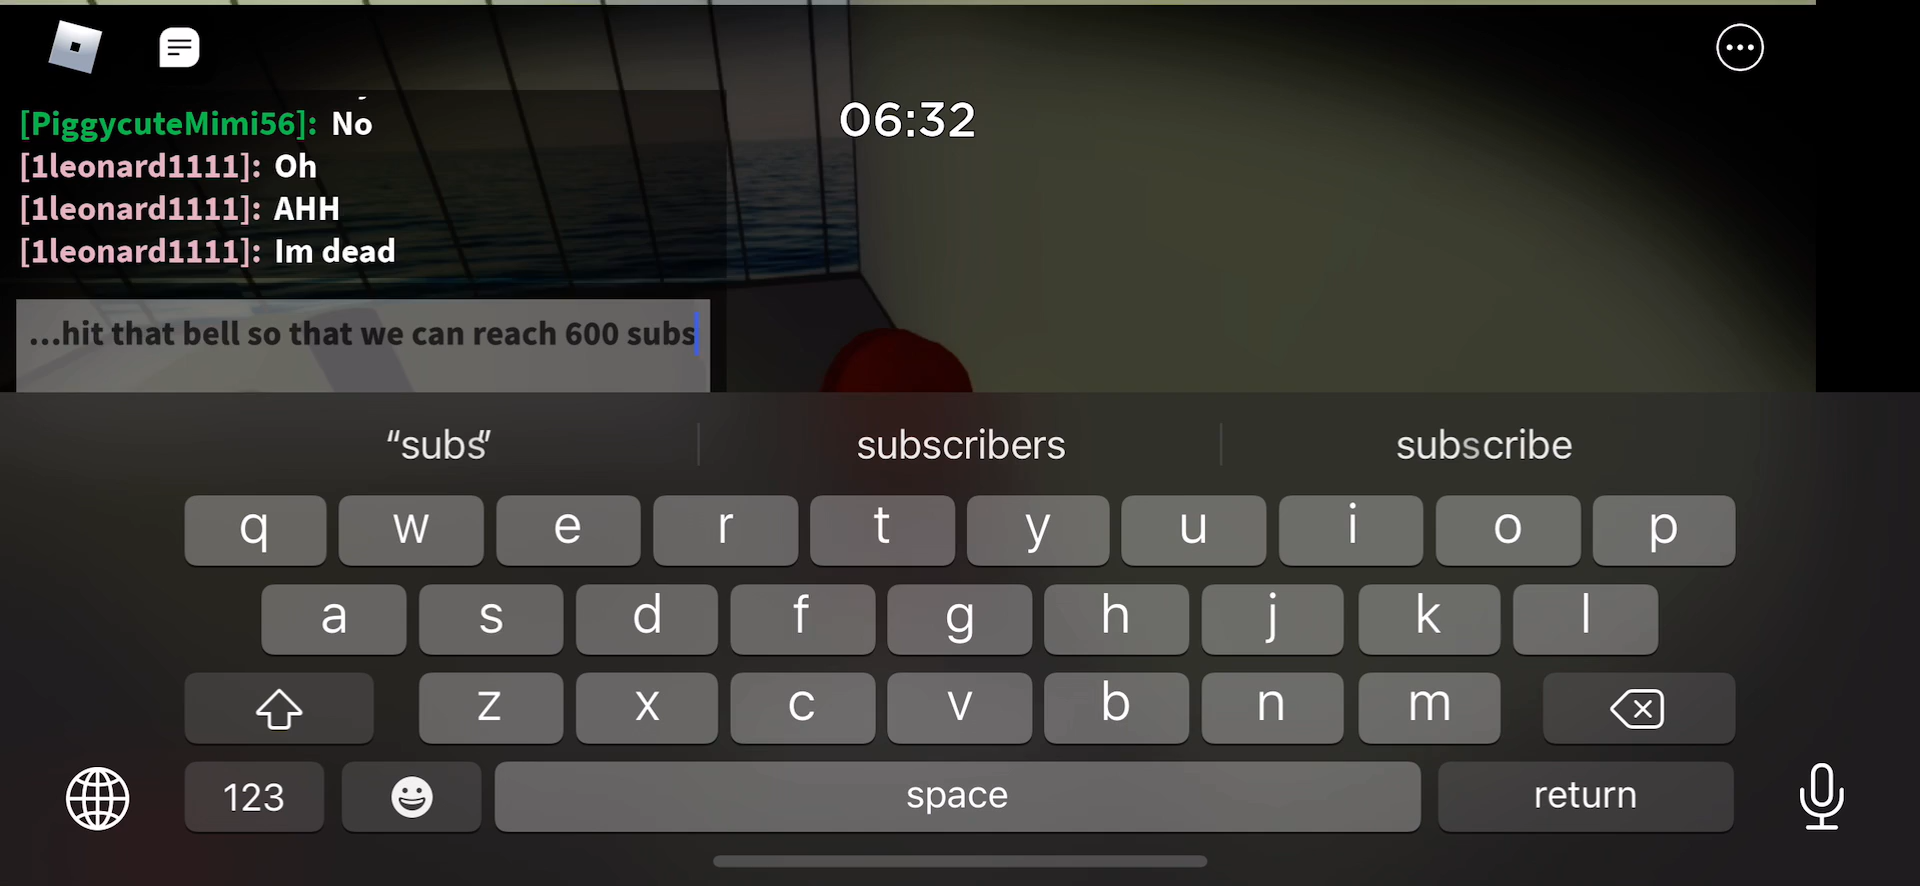 [PiggycuteMimi56]: No
06:32
[1leonard1111]: Oh
[1leonard1111]: AHH
[1leonard1111]: Im dead
...hit that bell so that we can reach 600 subs
“subs” subscribers subscribe
q w e r t y u i o p
a s d f g h j k l
z x c v b n m
123 space return